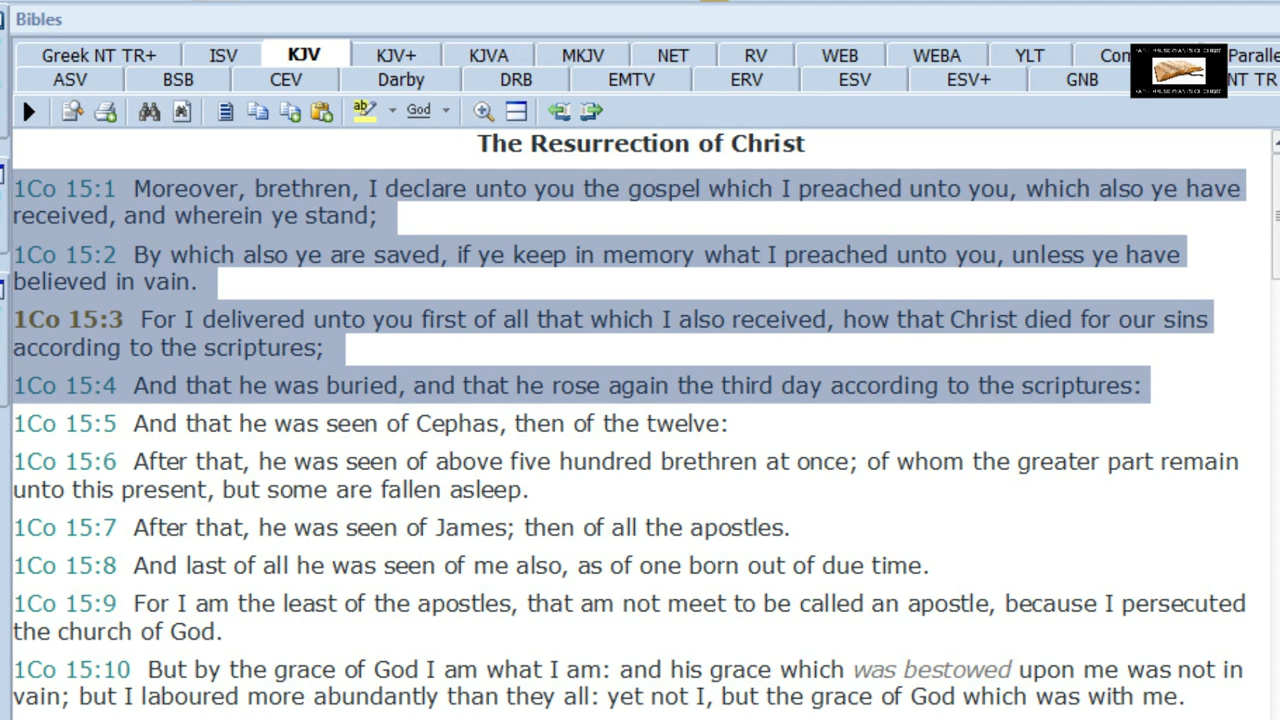 Bibles
Greek NT TR+ ISV KJV KJV+ KJVA MKJV NET RV WEB WEBA YLT Paralle
ASV BSB CEV Darby DRB EMTV ERV ESV ESV+ GNB NT TR
ab God
The Resurrection of Christ
1Co 15:1 Moreover, brethren, I declare unto you the gospel which I preached unto you, which also ye have
received, and wherein ye stand;
1Co 15:2 By which also ye are saved, if ye keep in memory what I preached unto you, unless ye have
believed in vain.
1Co 15:3 For I delivered unto you first of all that which I also received, how that Christ died for our sins
according to the scriptures;
1Co 15:4 And that he was buried, and that he rose again the third day according to the scriptures:
1Co 15:5 And that he was seen of Cephas, then of the twelve:
1Co 15:6 After that, he was seen of above five hundred brethren at once; of whom the greater part remain
unto this present, but some are fallen asleep.
1Co 15:7 After that, he was seen of James; then of all the apostles.
1Co 15:8 And last of all he was seen of me also, as of one born out of due time.
1Co 15:9 For I am the least of the apostles, that am not meet to be called an apostle, because I persecuted
the church of God.
1Co 15:10 But by the grace of God I am what I am: and his grace which was bestowed upon me was not in
vain; but I laboured more abundantly than they all: yet not I, but the grace of God which was with me.